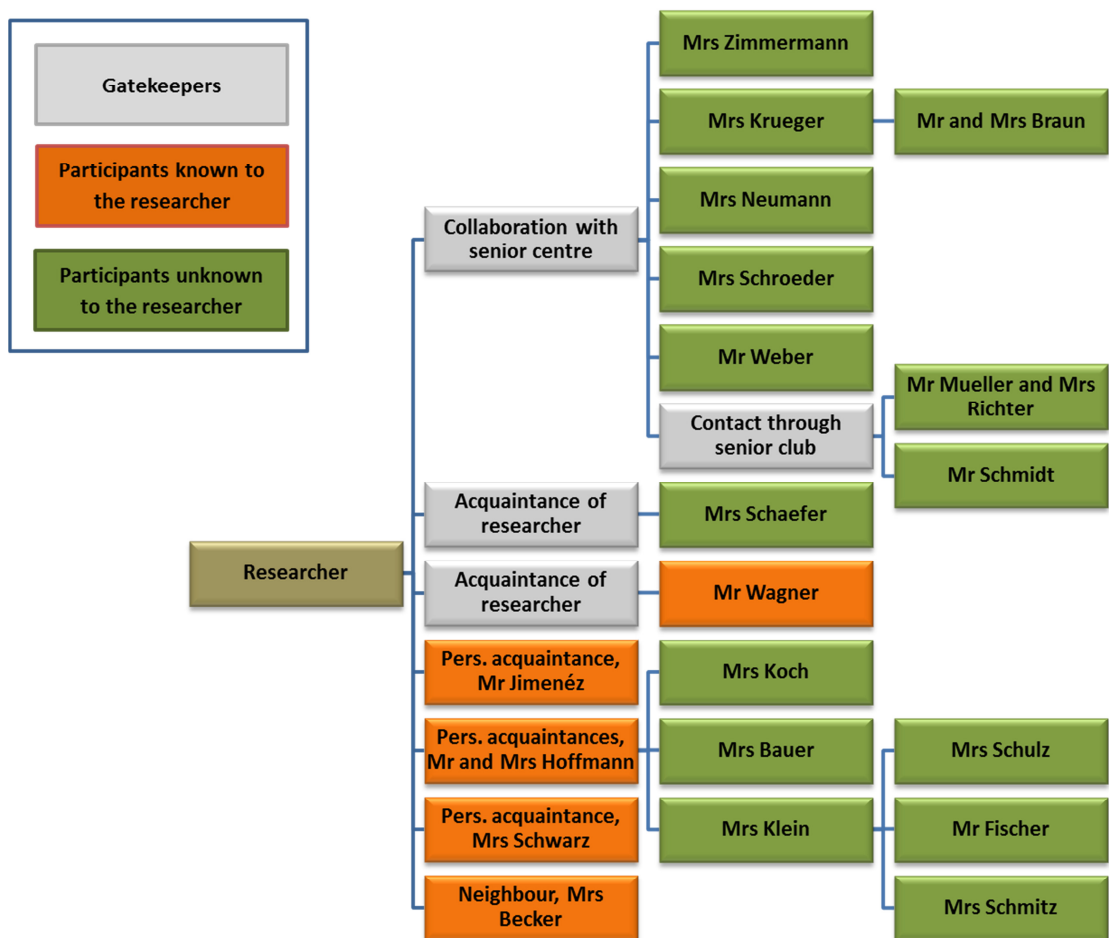 Gatekeepers
Participants known to
the researcher
Participants unknown
to the researcher
Researcher
Collaboration with
senior centre
Mrs Zimmermann
Mrs Krueger
Mr and Mrs Braun
Mrs Neumann
Mrs Schroeder
Mr Weber
Contact through
senior club
Mr Mueller and Mrs
Richter
Mr Schmidt
Acquaintance of
researcher
Mrs Schaefer
Acquaintance of
researcher
Mr Wagner
Pers. acquaintance,
Mr Jimenéz
Pers. acquaintances,
Mr and Mrs Hoffmann
Mrs Koch
Mrs Bauer
Mrs Klein
Mrs Schulz
Mr Fischer
Mrs Schmitz
Pers. acquaintance,
Mrs Schwarz
Neighbour, Mrs
Becker